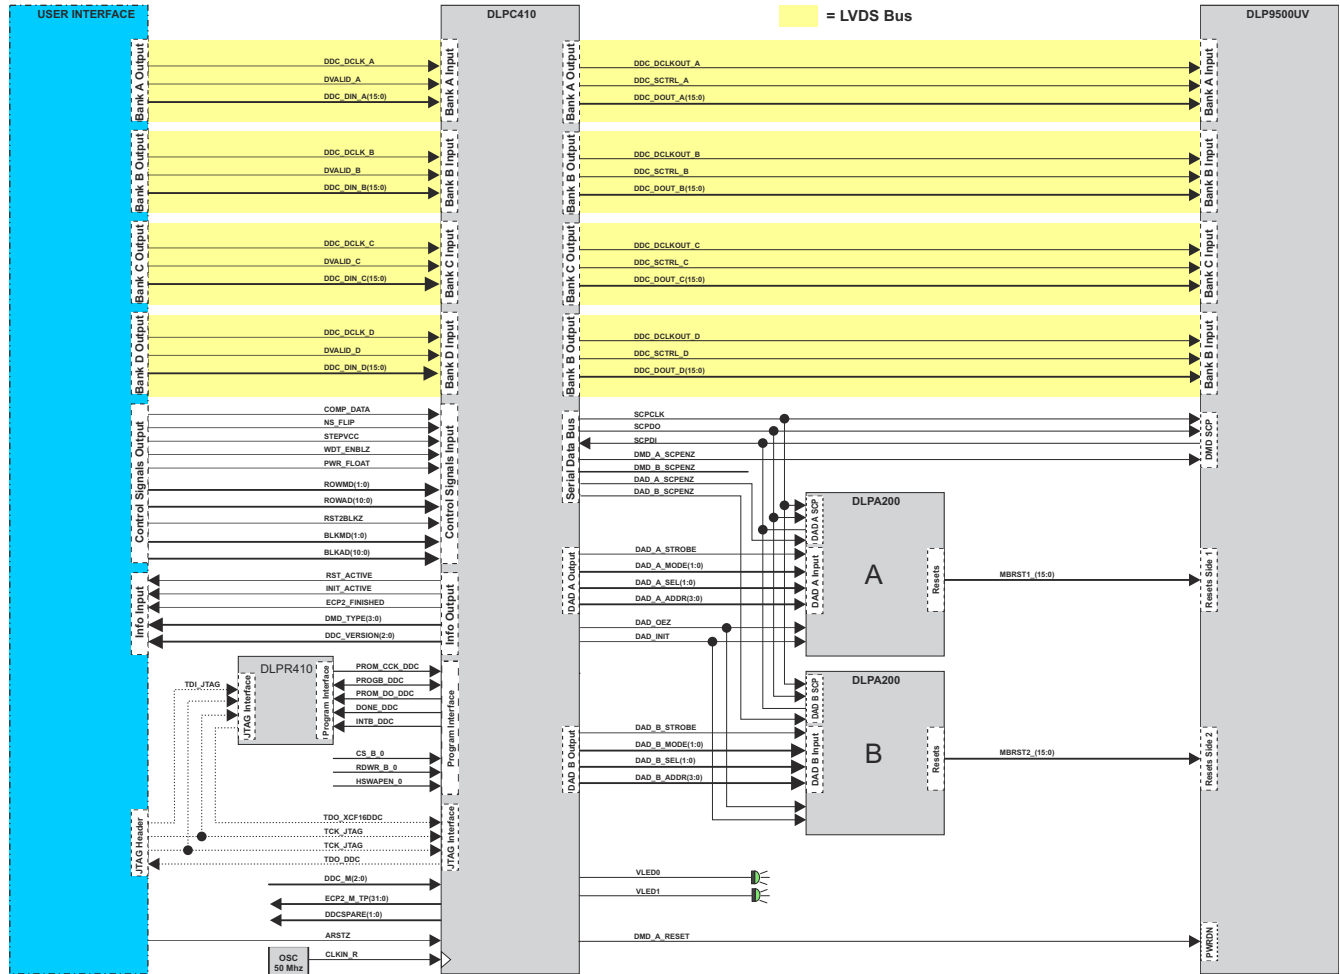 USER INTERFACE
DLPC410
= LVDS Bus
DLP9500UV
Bank A Output
DDC_DCLK_A
DVALID_A
DDC_DIN_A(15:0)
Bank A Input
Bank A Output
DDC_DCLKOUT_A
DDC_SCTRL_A
DDC_DOUT_A(15:0)
Bank A Input
Bank B Output
DDC_DCLK_B
DVALID_B
DDC_DIN_B(15:0)
Bank B Input
Bank B Output
DDC_DCLKOUT_B
DDC_SCTRL_B
DDC_DOUT_B(15:0)
Bank B Input
Bank C Output
DDC_DCLK_C
DVALID_C
DDC_DIN_C(15:0)
Bank C Input
Bank C Output
DDC_DCLKOUT_C
DDC_SCTRL_C
DDC_DOUT_C(15:0)
Bank B Input
Bank D Output
DDC_DCLK_D
DVALID_D
DDC_DIN_D(15:0)
Bank D Input
Bank B Output
DDC_DCLKOUT_D
DDC_SCTRL_D
DDC_DOUT_D(15:0)
Bank B Input
Control Signals Output
COMP_DATA
NS_FLIP
STEPVCC
WDT_ENBLZ
PWR_FLOAT
ROWMD(1:0)
ROWAD(10:0)
RST2BLKZ
BLKMD(1:0)
BLKAD(10:0)
Control Signals Input
Serial Data Bus
SCPCLK
SCPDO
SCPDI
DMD_A_SCPENZ
DMD_B_SCPENZ
DAD_A_SCPENZ
DAD_B_SCPENZ
DMD SCP
Info Input
RST_ACTIVE
INIT_ACTIVE
ECP2_FINISHED
DMD_TYPE(3:0)
DDC_VERSION(2:0)
Info Output
DAD A Output
DAD_A_STROBE
DAD_A_MODE(1:0)
DAD_A_SEL(1:0)
DAD_A_ADDR(3:0)
DAD_OEZ
DAD_INIT
DLPA200
DAD A SCP
DAD A Input
A
Resets
MBRST1_(15:0)
Resets Side 1
DLPR410
TDI_JTAG
JTAG Interface
Program Interface
PROM_CCK_DDC
PROGB_DDC
PROM_DO_DDC
DONE_DDC
INTB_DDC
CS_B_0
RDWR_B_0
HSWAPEN_0
Program Interface
DAD B Output
DAD_B_STROBE
DAD_B_MODE(1:0)
DAD_B_SEL(1:0)
DAD_B_ADDR(3:0)
DLPA200
DAD B SCP
DAD B Input
B
Resets
MBRST2_(15:0)
Resets Side 2
JTAG Header
TDO_XCF16DDC
TCK_JTAG
TCK_JTAG
TDO_DDC
JTAG Interface
DDC_M(2:0)
ECP2_M_TP(31:0)
DDCSPARE(1:0)
ARSTZ
OSC
50 Mhz
CLKIN_R
VLED0
VLED1
DMD_A_RESET
PWRDN